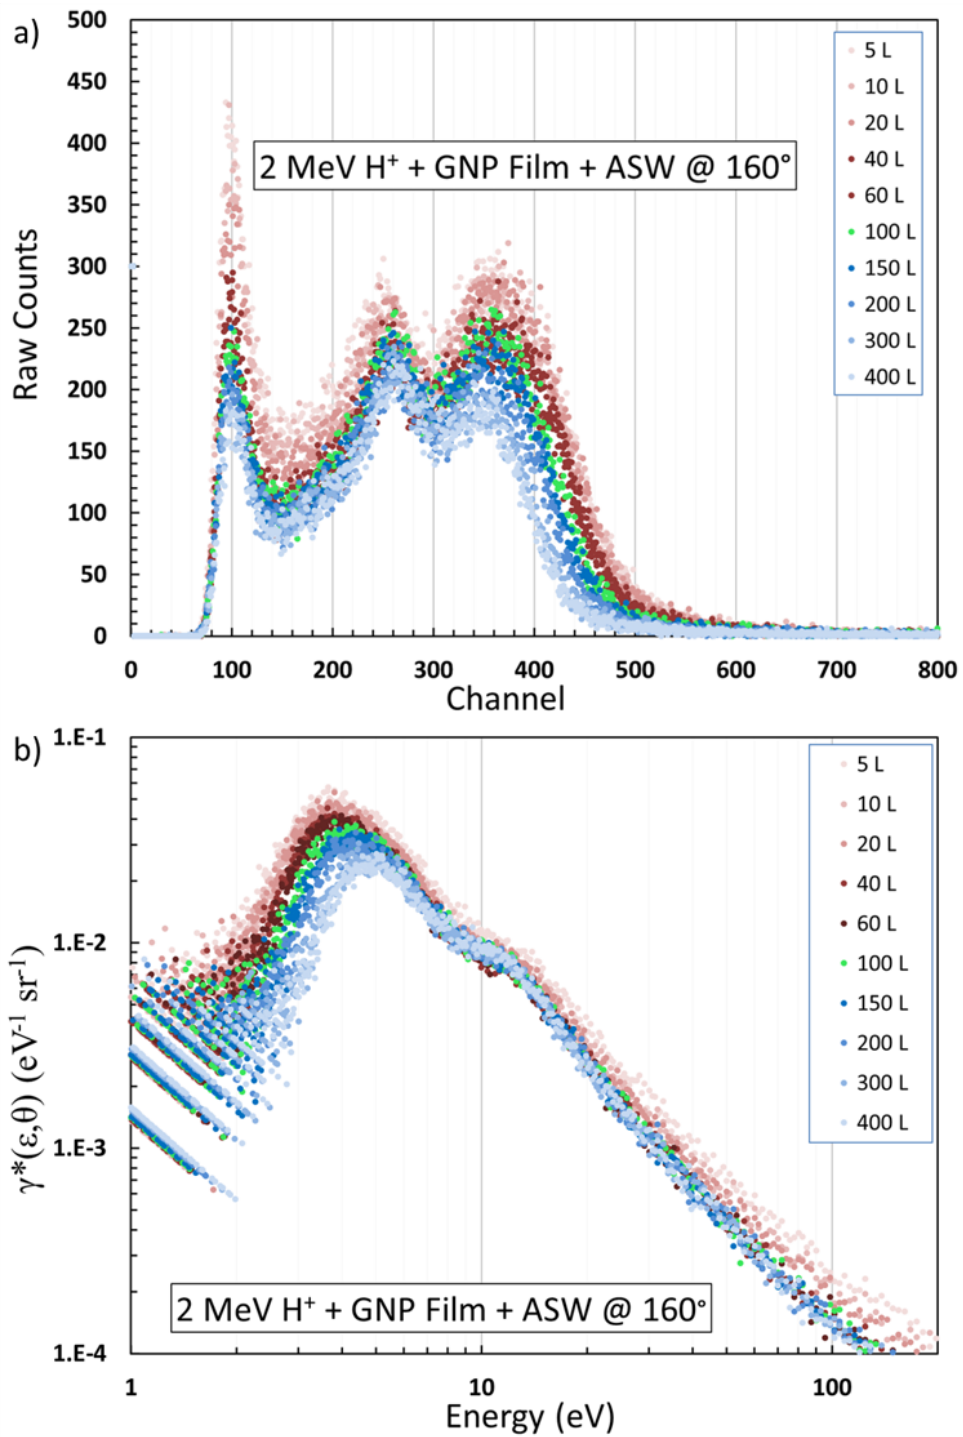 a)
500
450
400
350
300
250
200
150
100
50
0
Raw Counts
2 MeV H⁺ + GNP Film + ASW @ 160°
5 L
10 L
20 L
40 L
60 L
100 L
150 L
200 L
300 L
400 L
0 100 200 300 400 500 600 700 800
Channel
b)
1.E-1
1.E-2
1.E-3
1.E-4
γ*(ε,θ) (eV⁻¹ sr⁻¹)
5 L
10 L
20 L
40 L
60 L
100 L
150 L
200 L
300 L
400 L
2 MeV H⁺ + GNP Film + ASW @ 160°
1 10 100
Energy (eV)